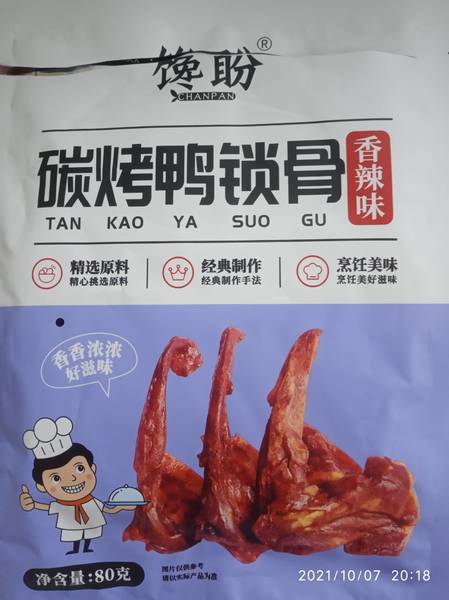 馋盼®
CHANPAN
碳烤鸭锁骨
香辣味
TAN KAO YA SUO GU
精选原料
精心挑选原料
经典制作
经典制作手法
烹饪美味
烹饪美好滋味
香香浓浓
好滋味
净含量:80克
图片仅供参考
请以实际产品为准
2021/10/07 20:18